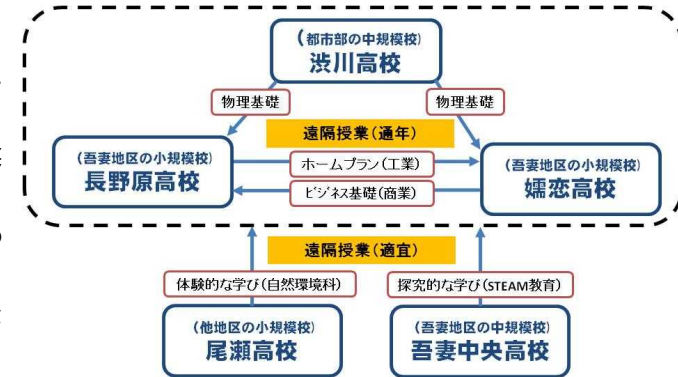 (都市部の中規模校)
渋川高校
物理基礎
物理基礎
遠隔授業(通年)
(吾妻地区の小規模校)
長野原高校
ホームプラン(工業)
ビジネス基礎(商業)
(吾妻地区の小規模校)
嬬恋高校
遠隔授業(適宜)
体験的な学び(自然環境科)
探究的な学び(STEAM教育)
(他地区の小規模校)
尾瀬高校
(吾妻地区の中規模校)
吾妻中央高校